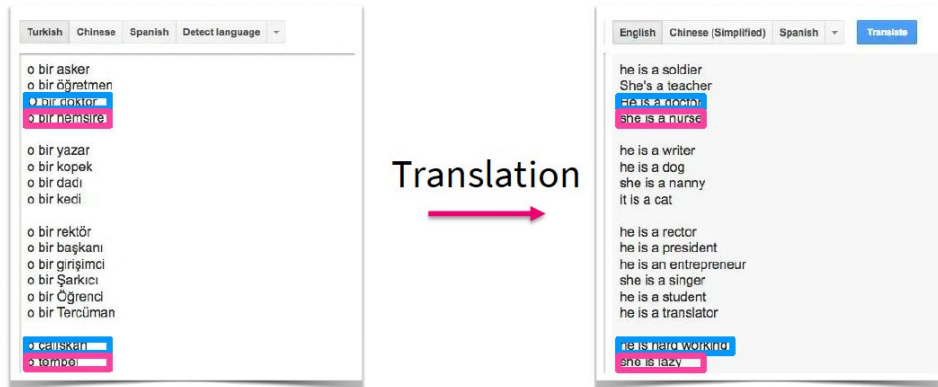 Turkish Chinese Spanish Detect language
o bir asker
o bir öğretmen
O bir doktor
o bir hemsire
o bir yazar
o bir kopek
o bir dadı
o bir kedi
o bir rektör
o bir başkanı
o bir girişimci
o bir Şarkıcı
o bir Öğrenci
o bir Tercüman
o caliskan
o tembel
Translation
English Chinese (Simplified) Spanish Translate
he is a soldier
She's a teacher
He is a doctor
she is a nurse
he is a writer
he is a dog
she is a nanny
it is a cat
he is a rector
he is a president
he is an entrepreneur
she is a singer
he is a student
he is a translator
he is hard working
she is lazy